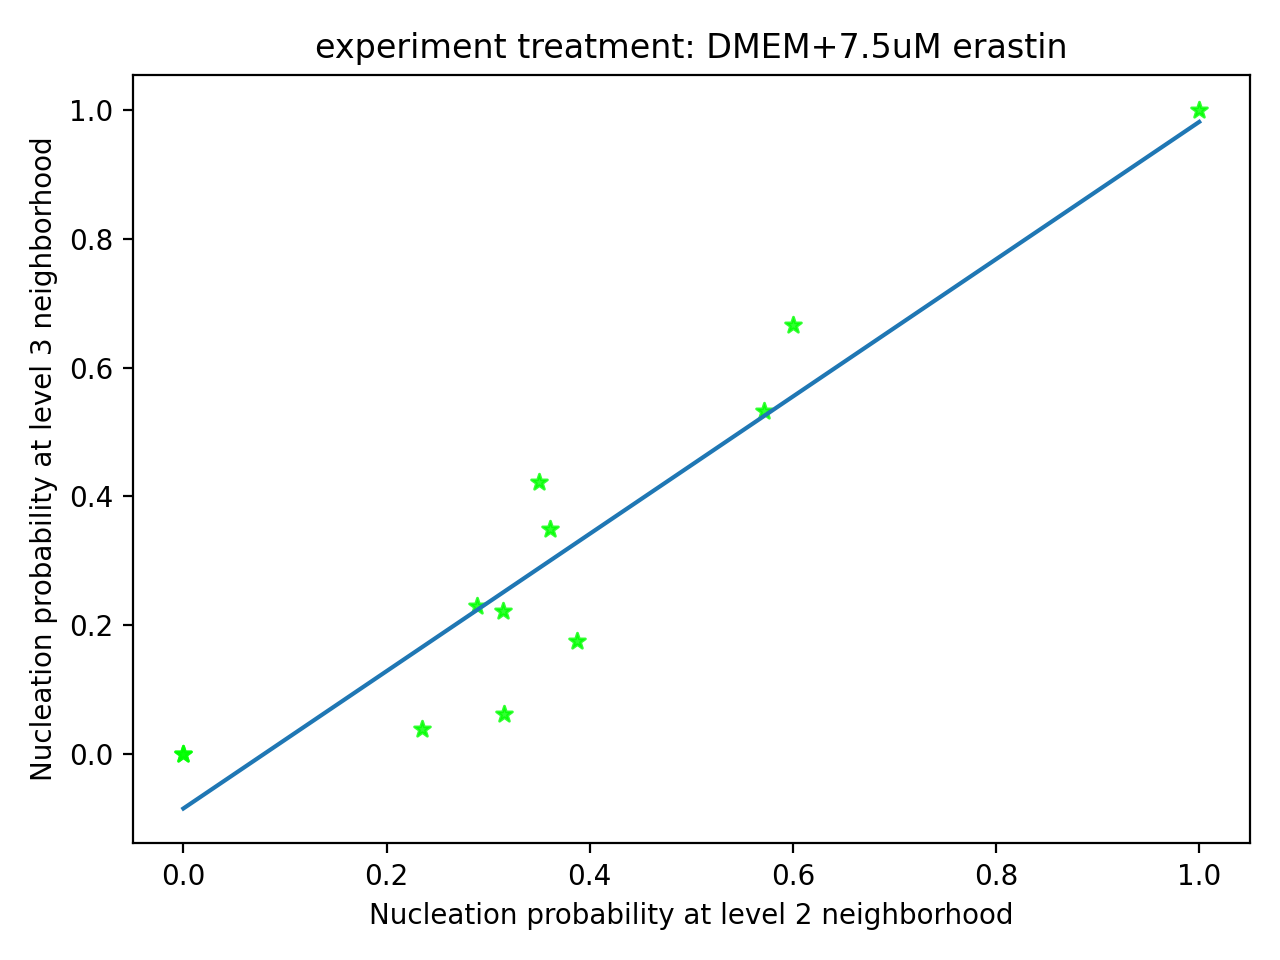 experiment treatment: DMEM+7.5uM erastin
Nucleation probability at level 3 neighborhood
1.0
0.8
0.6
0.4
0.2
0.0
0.0 0.2 0.4 0.6 0.8 1.0
Nucleation probability at level 2 neighborhood